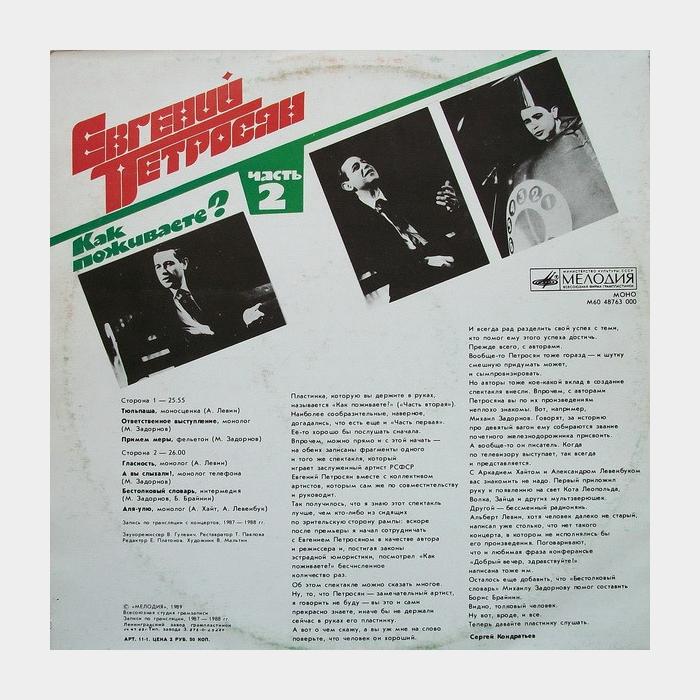 Евгений
Петросян
Как
поживаете?
часть
2
МИНИСТЕРСТВО КУЛЬТУРЫ СССР
МЕЛОДИЯ
ВСЕСОЮЗНАЯ ФИРМА ГРАМПЛАСТИНОК
МОНО
М60 48763 000
Сторона 1 — 25.55
Тюльпаша, моносценка (А. Левин)
Ответственное выступление, монолог
(М. Задорнов)
Примем меры, фельетон (М. Задорнов)
Сторона 2 — 26.00
Гласность, монолог (А. Левин)
А вы слыхали!, монолог телефона
(М. Задорнов)
Бестолковый словарь, интермедия
(М. Задорнов, Б. Брайнин)
Аля-улю, монолог (А. Хайт, А. Левенбук)
Запись по трансляции с концертов, 1987—1988 гг.
Звукорежиссер В. Гулевич. Реставратор Т. Павлова
Редактор Е. Платонов. Художник В. Мальгин
© «МЕЛОДИЯ», 1989
Всесоюзная студия грамзаписи
Записи по трансляции, 1987—1988 гг.
Ленинградский завод грампластинок
АРТ. 11-1. ЦЕНА 2 РУБ. 50 КОП.
Пластинка, которую вы держите в руках,
называется «Как поживаете!» («Часть вторая»).
Наиболее сообразительные, наверное,
догадались, что есть еще и «Часть первая».
Ее-то хорошо бы послушать сначала.
Впрочем, можно прямо и с этой начать —
на обеих записаны фрагменты одного
и того же спектакля, который
играет заслуженный артист РСФСР
Евгений Петросян вместе с коллективом
артистов, которым сам же по совместительству
и руководит.
Так получилось, что я знаю этот спектакль
лучше, чем кто-либо из сидящих
по зрительскую сторону рампы: вскоре
после премьеры я начал сотрудничать
с Евгением Петросяном в качестве автора
и режиссера и, постигая законы
эстрадной юмористики, посмотрел «Как
поживаете!» бесчисленное
количество раз.
Об этом спектакле можно сказать многое.
Ну, то, что Петросян — замечательный артист,
я говорить не буду — вы это и сами
прекрасно знаете, иначе бы не держали
сейчас в руках его пластинку.
А вот о чем скажу, а вы уж мне на слово
поверьте, что человек он хороший.
И всегда рад разделить свой успех с теми,
кто помог ему этого успеха достичь.
Прежде всего, с авторами.
Вообще-то Петросян тоже горазд — и шутку
смешную придумать может,
и сымпровизировать.
Но авторы тоже кое-какой вклад в создание
спектакля внесли. Впрочем, с авторами
Петросяна вы по их произведениям
неплохо знакомы. Вот, например,
Михаил Задорнов. Говорят, за историю
про девятый вагон ему собираются звание
почетного железнодорожника присвоить.
А вообще-то он писатель. Когда
по телевизору выступает, так всегда
и представляется.
С Аркадием Хайтом и Александром Левенбуком
вас знакомить не надо. Первый приложил
руку к появлению на свет Кота Леопольда,
Волка, Зайца и других мультзверюшек.
Другой — бессменный радионянь.
Альберт Левин, хотя человек далеко не старый,
написал уже столько, что нет такого
концерта, в котором не исполнялись бы
его произведения. Поговаривают,
что и любимая фраза конферансье
«Добрый вечер, здравствуйте!»
написана тоже им.
Осталось еще добавить, что «Бестолковый
словарь» Михаилу Задорнову помог составить
Борис Брайнин.
Видно, толковый человек.
Ну вот, вроде, и все.
Теперь давайте пластинку слушать.
Сергей Кондратьев